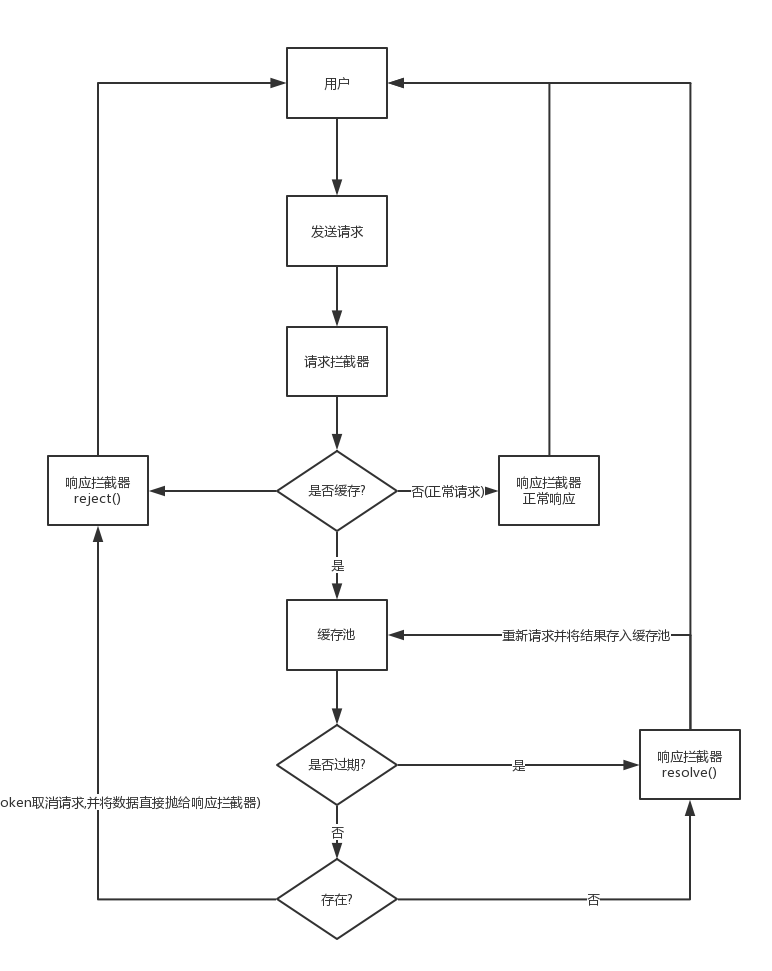 用户
发送请求
请求拦截器
响应拦截器
reject()
是否缓存?
否(正常请求)
响应拦截器
正常响应
是
缓存池
重新请求并将结果存入缓存池
是否过期?
是
响应拦截器
resolve()
oken取消请求,并将数据直接抛给响应拦截器)
否
存在?
否